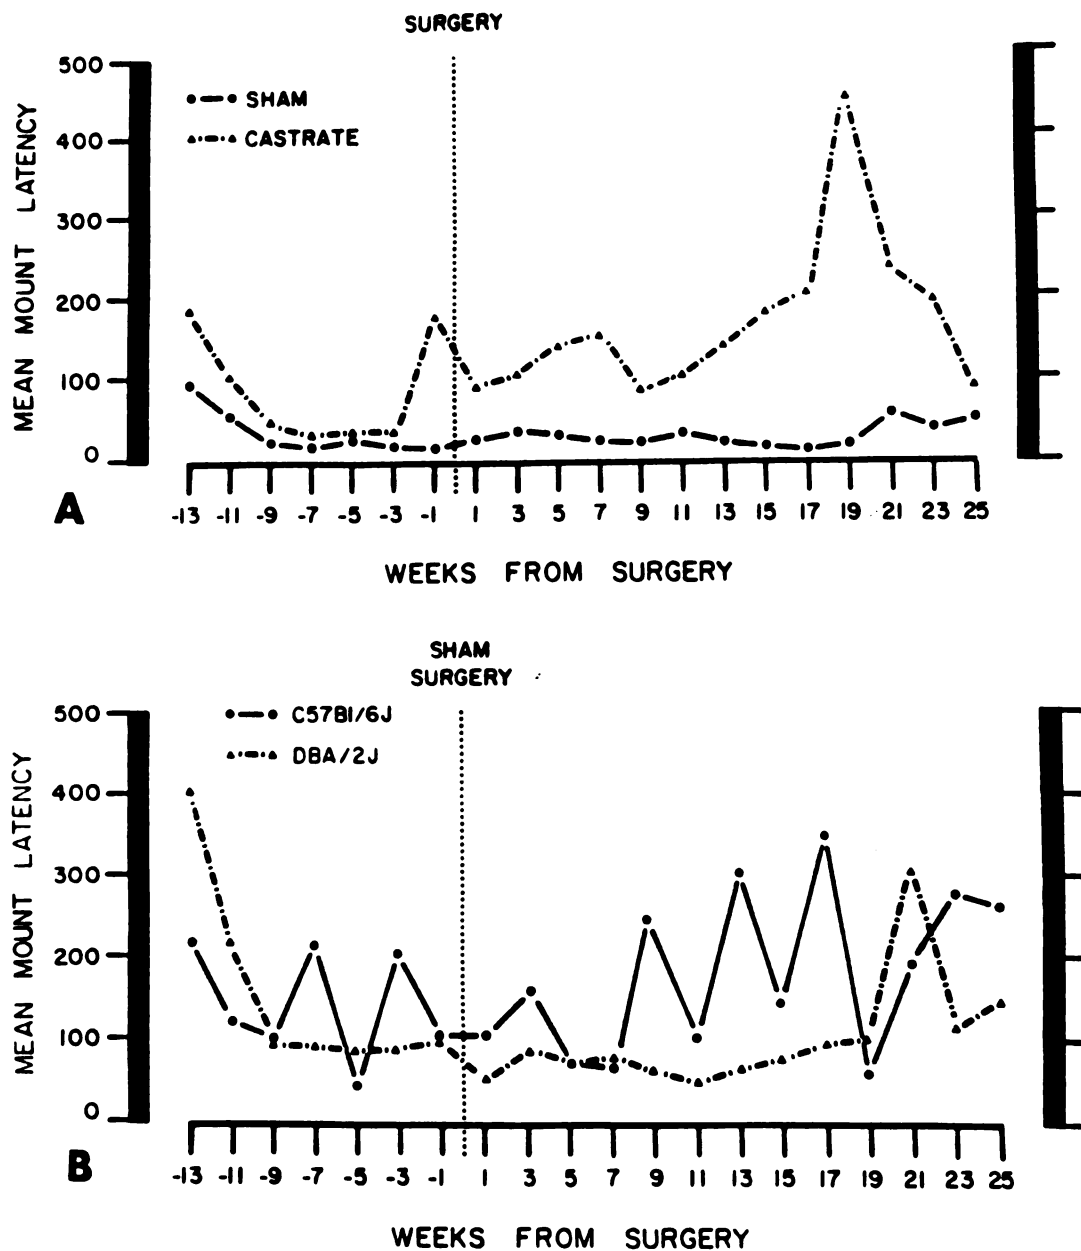 SURGERY
500
400
300
200
100
0
MEAN MOUNT LATENCY
SHAM
CASTRATE
A
-13 -11 -9 -7 -5 -3 -1 1 3 5 7 9 11 13 15 17 19 21 23 25
WEEKS FROM SURGERY
SHAM
SURGERY
500
400
300
200
100
0
MEAN MOUNT LATENCY
C57Bl/6J
DBA/2J
B
-13 -11 -9 -7 -5 -3 -1 1 3 5 7 9 11 13 15 17 19 21 23 25
WEEKS FROM SURGERY